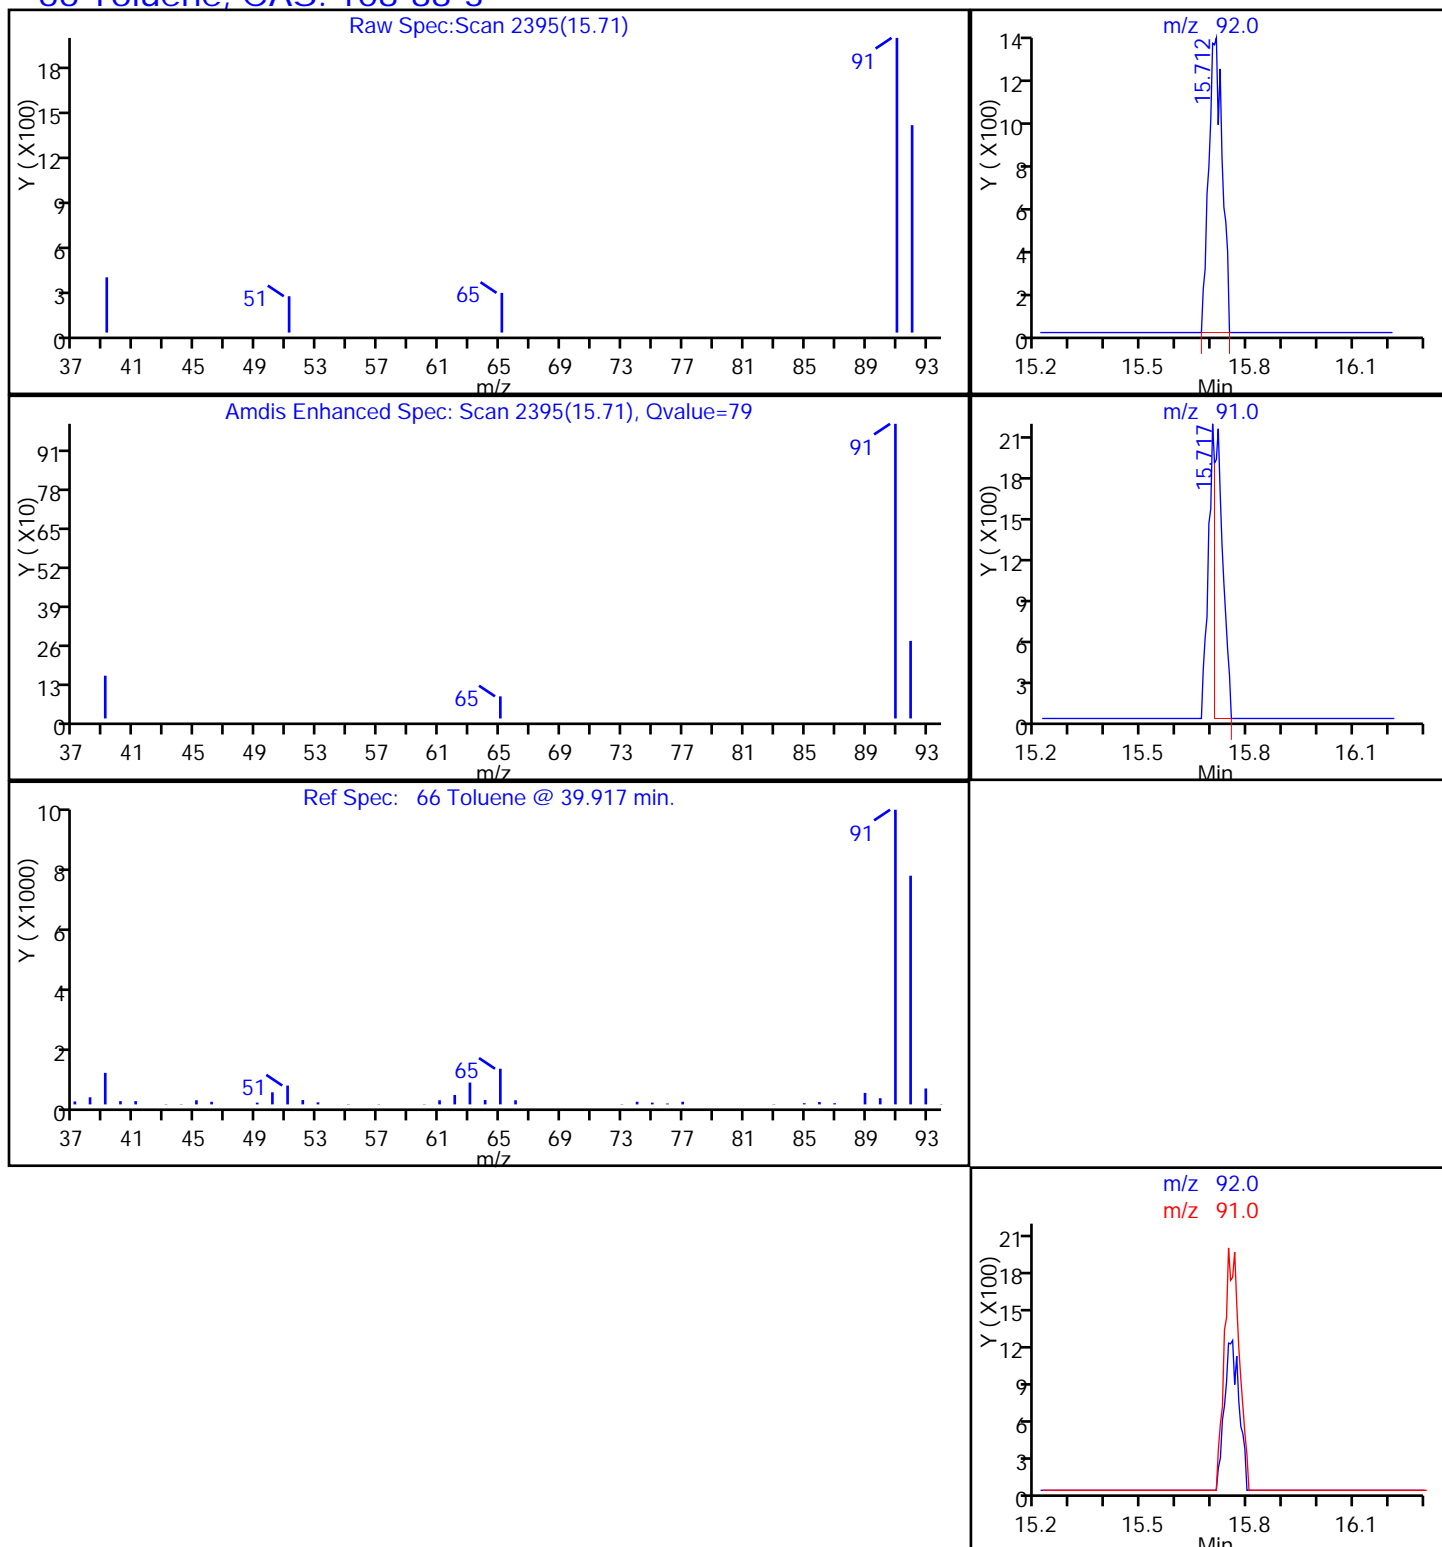 66 Toluene, CAS: 108-88-3
Raw Spec:Scan 2395(15.71)
Y ( X100)
18
15
12
9
6
3
0
91
51
65
37 41 45 49 53 57 61 65 69 73 77 81 85 89 93
m/z
m/z 92.0
Y ( X100)
14
12
10
8
6
4
2
0
15.712
15.2 15.5 15.8 16.1
Min
Amdis Enhanced Spec: Scan 2395(15.71), Qvalue=79
Y ( X10)
91
78
65
52
39
26
13
0
91
65
37 41 45 49 53 57 61 65 69 73 77 81 85 89 93
m/z
m/z 91.0
Y ( X100)
21
18
15
12
9
6
3
0
15.717
15.2 15.5 15.8 16.1
Min
Ref Spec: 66 Toluene @ 39.917 min.
Y ( X1000)
10
8
6
4
2
0
91
51
65
37 41 45 49 53 57 61 65 69 73 77 81 85 89 93
m/z
m/z 92.0
m/z 91.0
Y ( X100)
21
18
15
12
9
6
3
0
15.2 15.5 15.8 16.1
Min